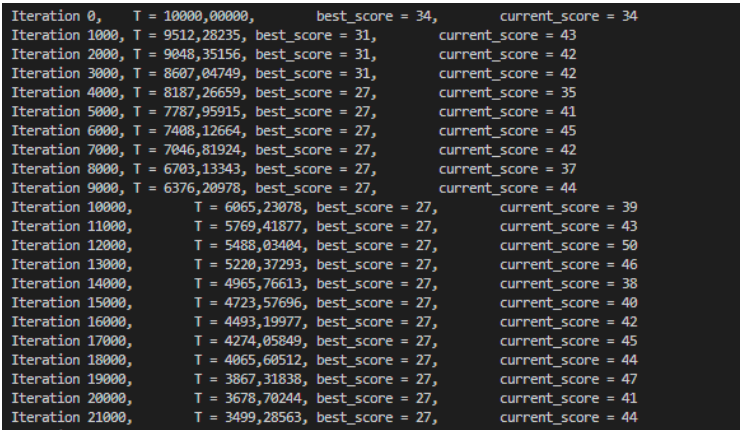 Iteration 0,	T = 10000,00000,	best_score = 34,	current_score = 34
Iteration 1000,	T = 9512,28235,	best_score = 31,	current_score = 43
Iteration 2000,	T = 9048,35156,	best_score = 31,	current_score = 42
Iteration 3000,	T = 8607,04749,	best_score = 31,	current_score = 42
Iteration 4000,	T = 8187,26659,	best_score = 27,	current_score = 35
Iteration 5000,	T = 7787,95915,	best_score = 27,	current_score = 41
Iteration 6000,	T = 7408,12664,	best_score = 27,	current_score = 45
Iteration 7000,	T = 7046,81924,	best_score = 27,	current_score = 42
Iteration 8000,	T = 6703,13343,	best_score = 27,	current_score = 37
Iteration 9000,	T = 6376,20978,	best_score = 27,	current_score = 44
Iteration 10000,	T = 6065,23078,	best_score = 27,	current_score = 39
Iteration 11000,	T = 5769,41877,	best_score = 27,	current_score = 43
Iteration 12000,	T = 5488,03404,	best_score = 27,	current_score = 50
Iteration 13000,	T = 5220,37293,	best_score = 27,	current_score = 46
Iteration 14000,	T = 4965,76613,	best_score = 27,	current_score = 38
Iteration 15000,	T = 4723,57696,	best_score = 27,	current_score = 40
Iteration 16000,	T = 4493,19977,	best_score = 27,	current_score = 42
Iteration 17000,	T = 4274,05849,	best_score = 27,	current_score = 45
Iteration 18000,	T = 4065,60512,	best_score = 27,	current_score = 44
Iteration 19000,	T = 3867,31838,	best_score = 27,	current_score = 47
Iteration 20000,	T = 3678,70244,	best_score = 27,	current_score = 41
Iteration 21000,	T = 3499,28563,	best_score = 27,	current_score = 44